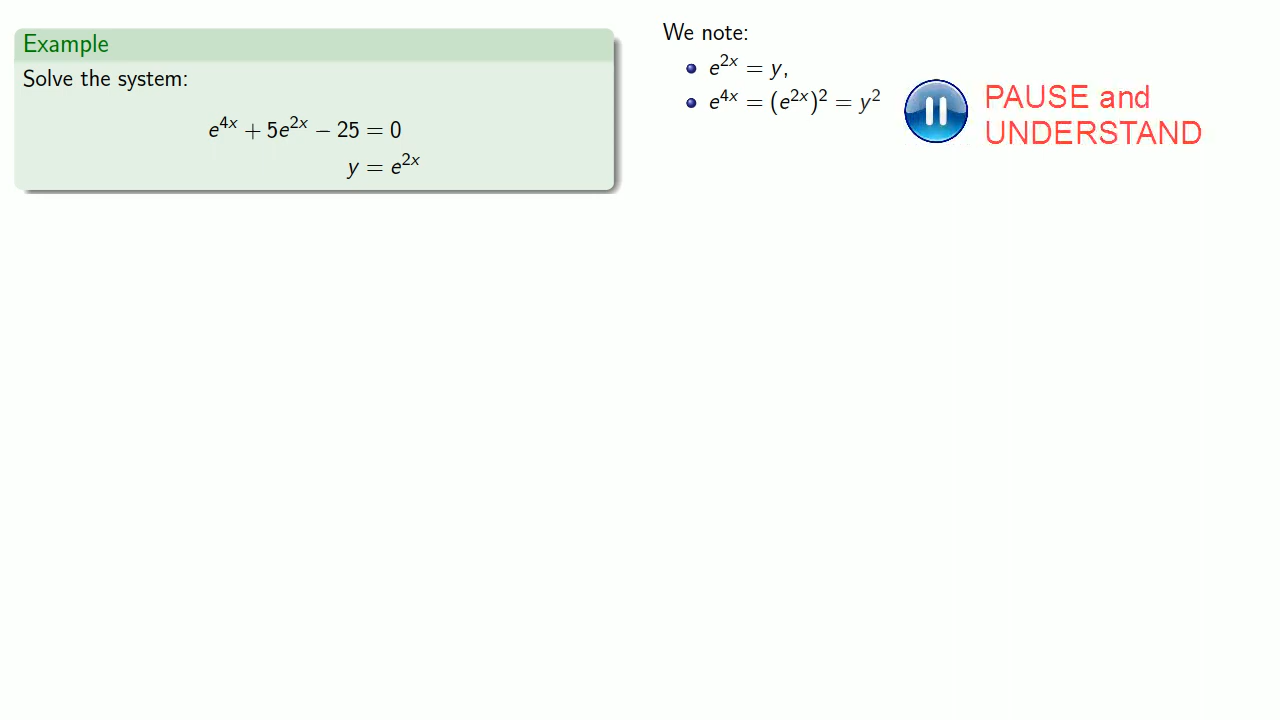 Example
Solve the system:
e^{4x} + 5e^{2x} − 25 = 0
y = e^{2x}
We note:
• e^{2x} = y,
• e^{4x} = (e^{2x})^2 = y^2
PAUSE and
UNDERSTAND